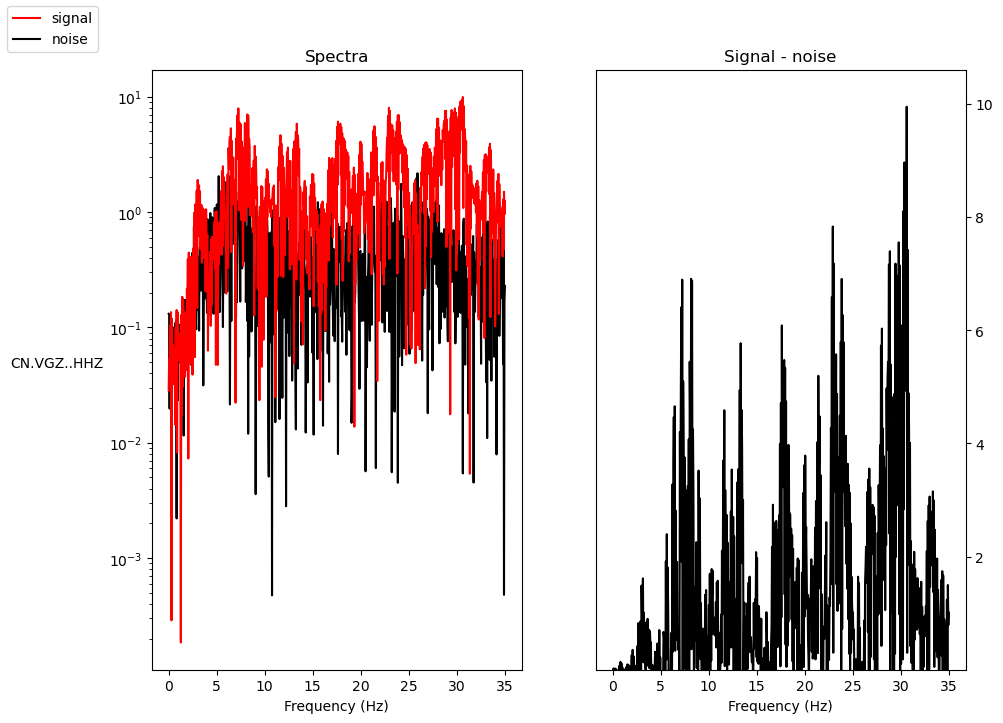 signal
noise
Spectra
Signal - noise
10¹
10⁰
10⁻¹
10⁻²
10⁻³
10
8
6
4
2
CN.VGZ..HHZ
0 5 10 15 20 25 30 35
0 5 10 15 20 25 30 35
Frequency (Hz)
Frequency (Hz)